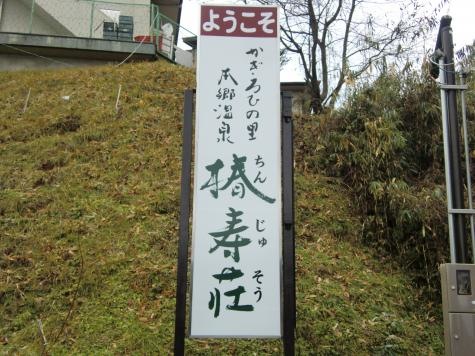 ようこそ
かぎろひの里
本郷温泉
椿寿荘
ちんじゅそう